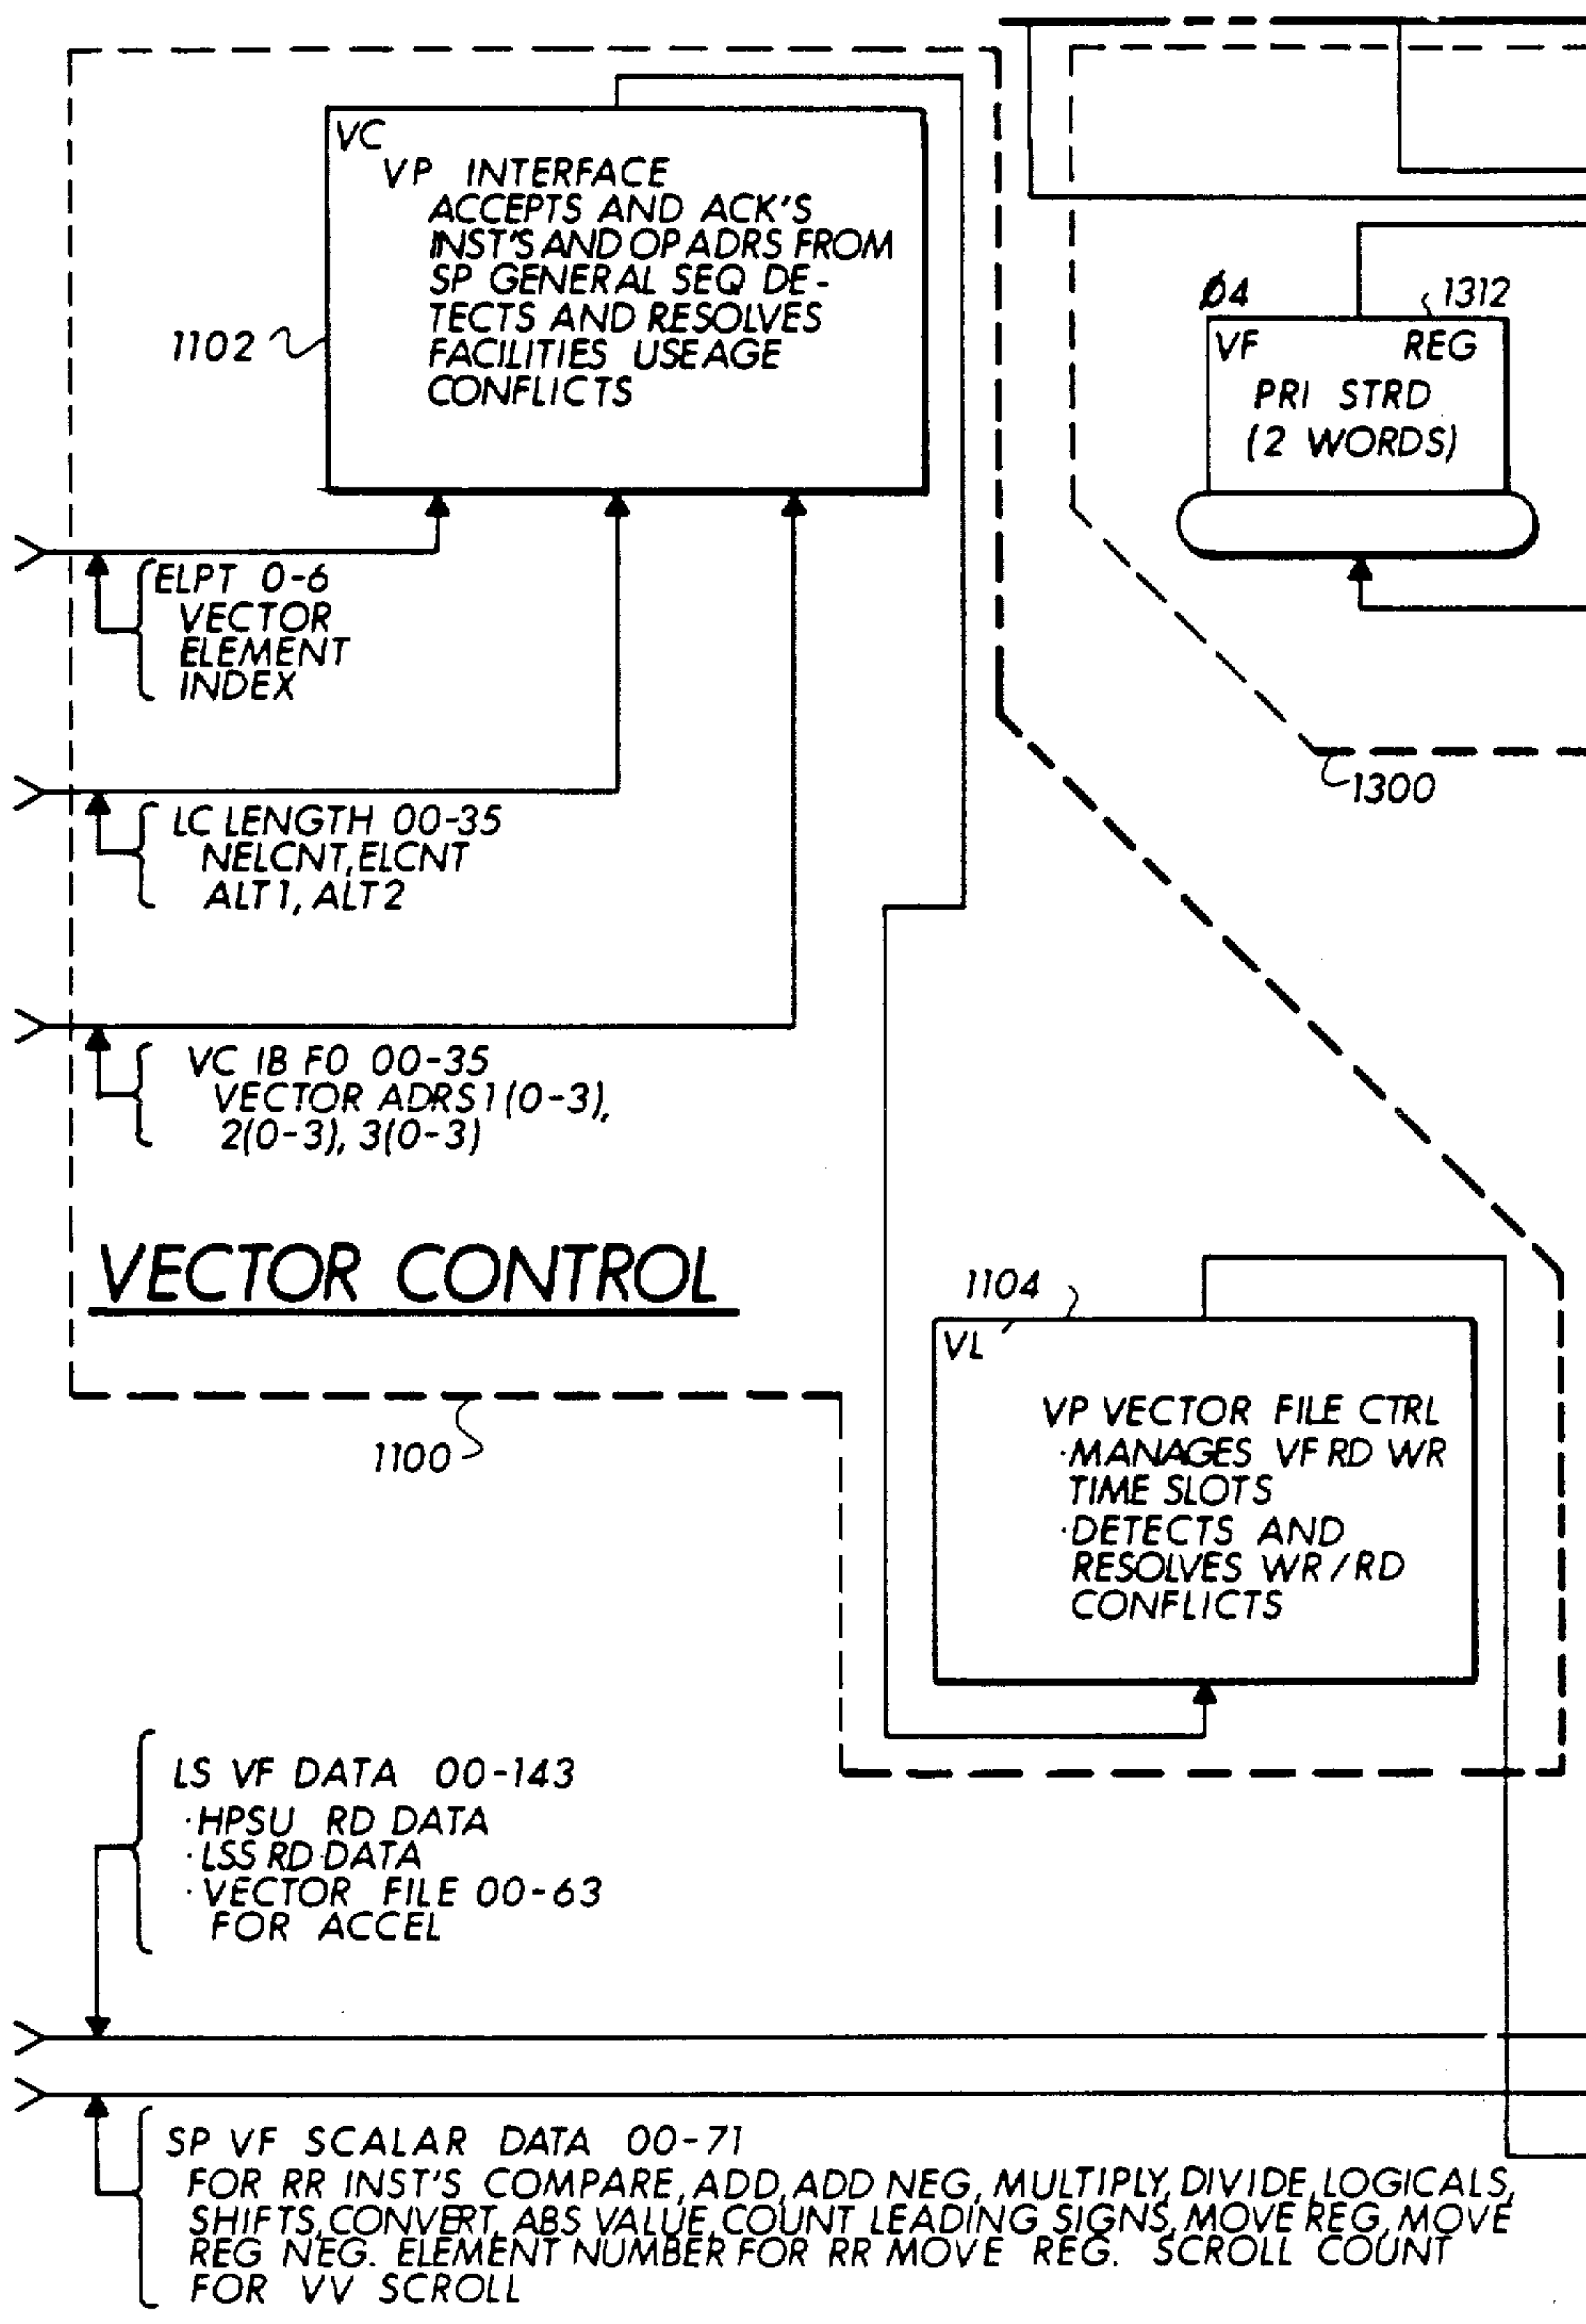 VC
VP INTERFACE
ACCEPTS AND ACK'S
INST'S AND OP ADRS FROM
SP GENERAL SEQ DE-
TECTS AND RESOLVES
FACILITIES USEAGE
CONFLICTS
1102
Ø4
1312
VF REG
PRI STRD
(2 WORDS)
ELPT 0-6
VECTOR
ELEMENT
INDEX
1300
LC LENGTH 00-35
NELCNT, ELCNT
ALT1, ALT2
VC IB F0 00-35
VECTOR ADRS 1(0-3),
2(0-3), 3(0-3)
VECTOR CONTROL
1100
1104
VL
VP VECTOR FILE CTRL
·MANAGES VF RD WR
TIME SLOTS
·DETECTS AND
RESOLVES WR/RD
CONFLICTS
LS VF DATA 00-143
·HPSU RD DATA
·LSS RD DATA
·VECTOR FILE 00-63
FOR ACCEL
SP VF SCALAR DATA 00-71
FOR RR INST'S COMPARE, ADD, ADD NEG, MULTIPLY, DIVIDE, LOGICALS,
SHIFTS, CONVERT, ABS VALUE, COUNT LEADING SIGNS, MOVE REG, MOVE
REG NEG. ELEMENT NUMBER FOR RR MOVE REG. SCROLL COUNT
FOR VV SCROLL